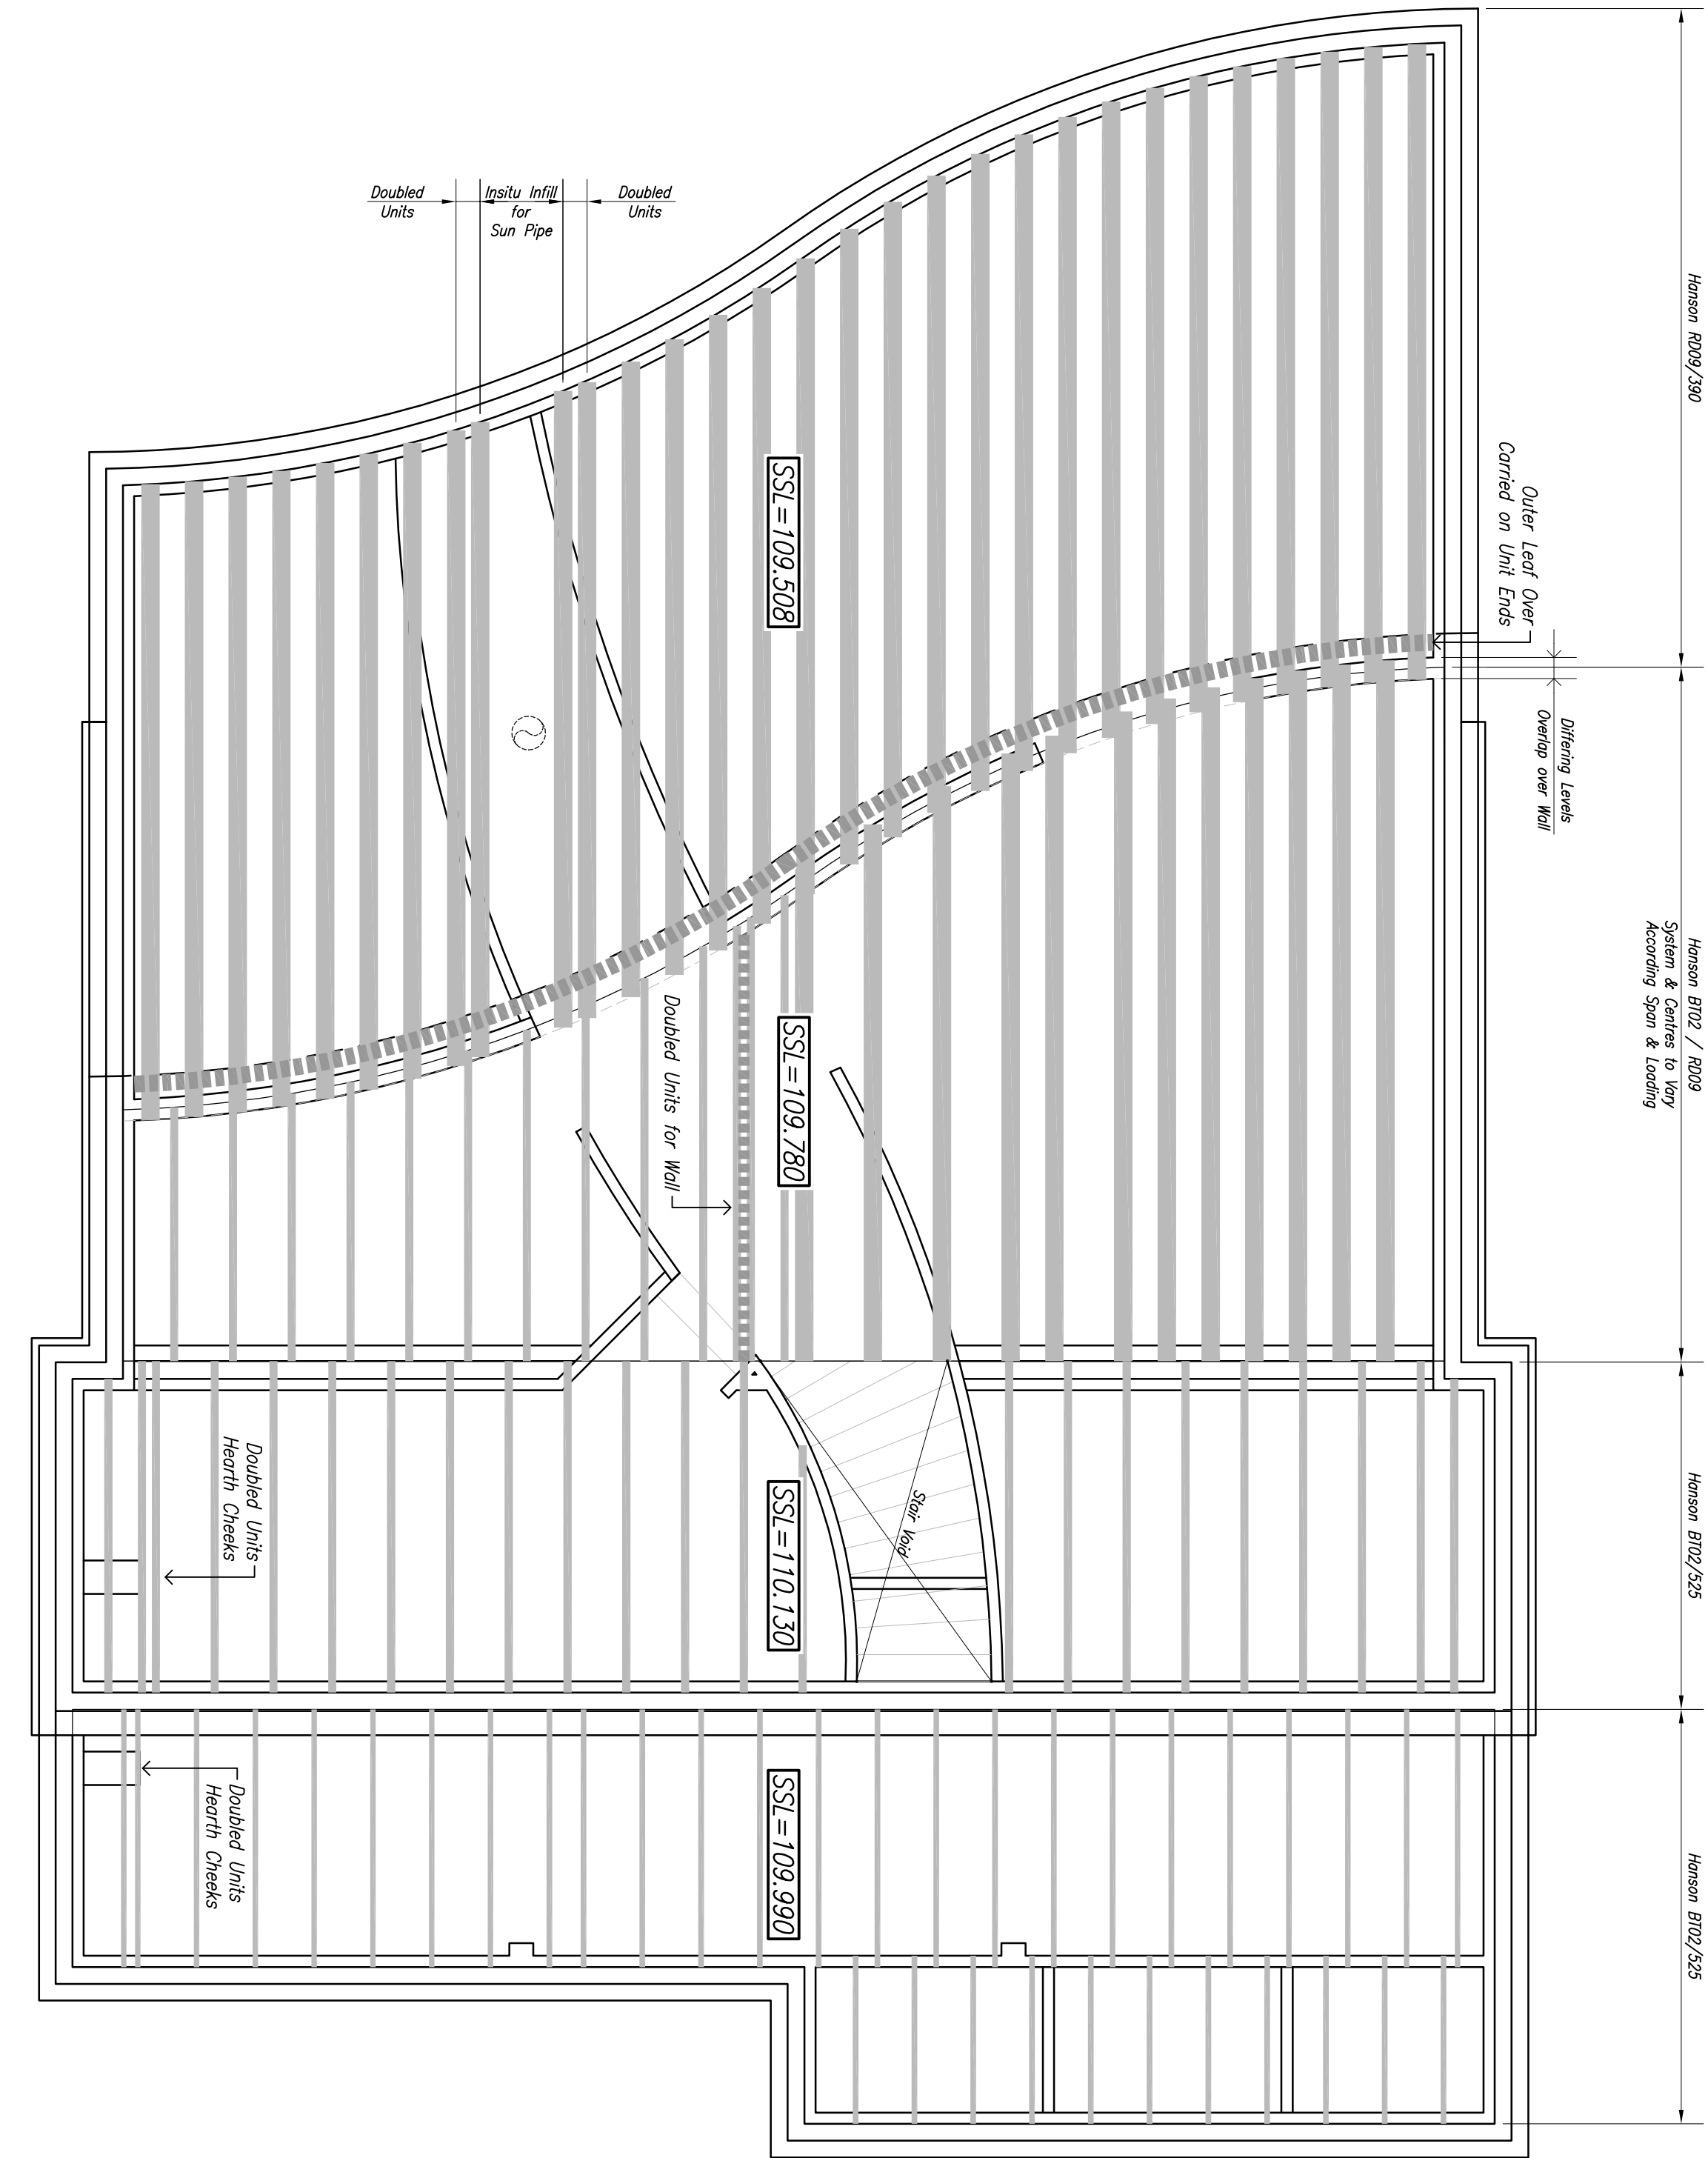 Hanson RD09/390
Doubled
Units
Insitu Infill
for
Sun Pipe
Doubled
Units
Outer Leaf Over
Carried on Unit Ends
SSL=109.508
Differing Levels
Overlap over Wall
Hanson BT02 / RD09
System & Centres to Vary
According Span & Loading
Doubled Units for Wall
SSL=109.780
Hanson BT02/525
Doubled Units
Hearth Cheeks
SSL=110.130
Stair Void
Hanson BT02/525
Doubled Units
Hearth Cheeks
SSL=109.990